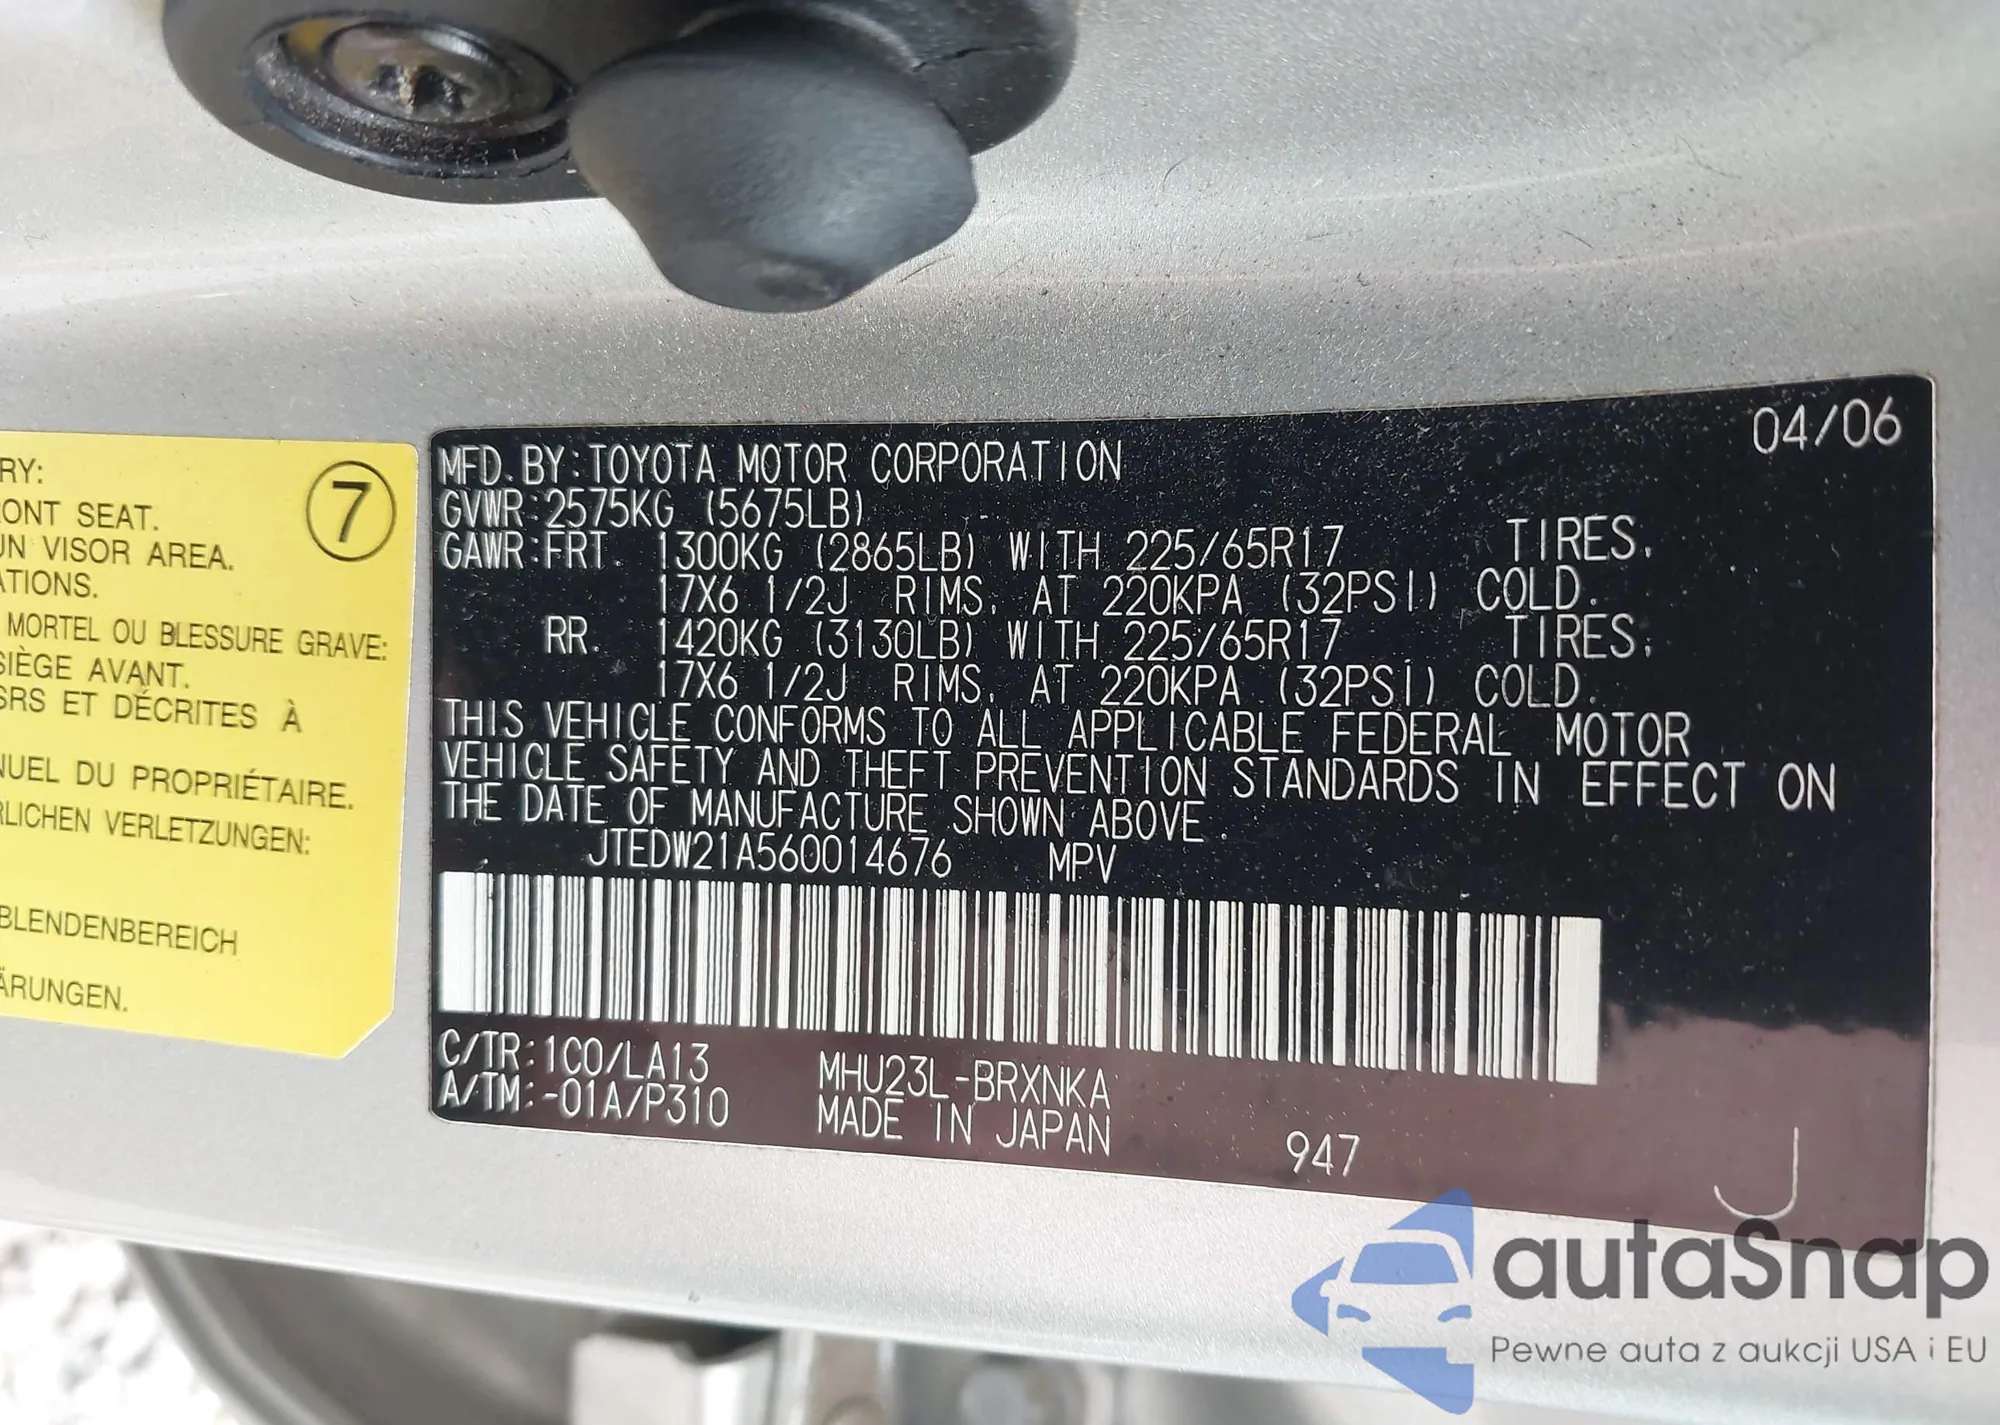 RY:
7
ONT SEAT.
UN VISOR AREA.
ATIONS.
MORTEL OU BLESSURE GRAVE:
SIÈGE AVANT.
SRS ET DÉCRITES À
NUEL DU PROPRIÉTAIRE.
RLICHEN VERLETZUNGEN:
BLENDENBEREICH
ÄRUNGEN.
04/06
MFD. BY: TOYOTA MOTOR CORPORATION
GVWR: 2575KG (5675LB)
GAWR: FRT 1300KG (2865LB) WITH 225/65R17 TIRES,
17X6 1/2J RIMS, AT 220KPA (32PSI) COLD.
RR. 1420KG (3130LB) WITH 225/65R17 TIRES,
17X6 1/2J RIMS, AT 220KPA (32PSI) COLD.
THIS VEHICLE CONFORMS TO ALL APPLICABLE FEDERAL MOTOR
VEHICLE SAFETY AND THEFT PREVENTION STANDARDS IN EFFECT ON
THE DATE OF MANUFACTURE SHOWN ABOVE.
JTEDW21A560014676 MPV
C/TR: 1C0/LA13 MHU23L-BRXNKA
A/TM: -01A/P310 MADE IN JAPAN 947
J
autaSnap
Pewne auta z aukcji USA i EU